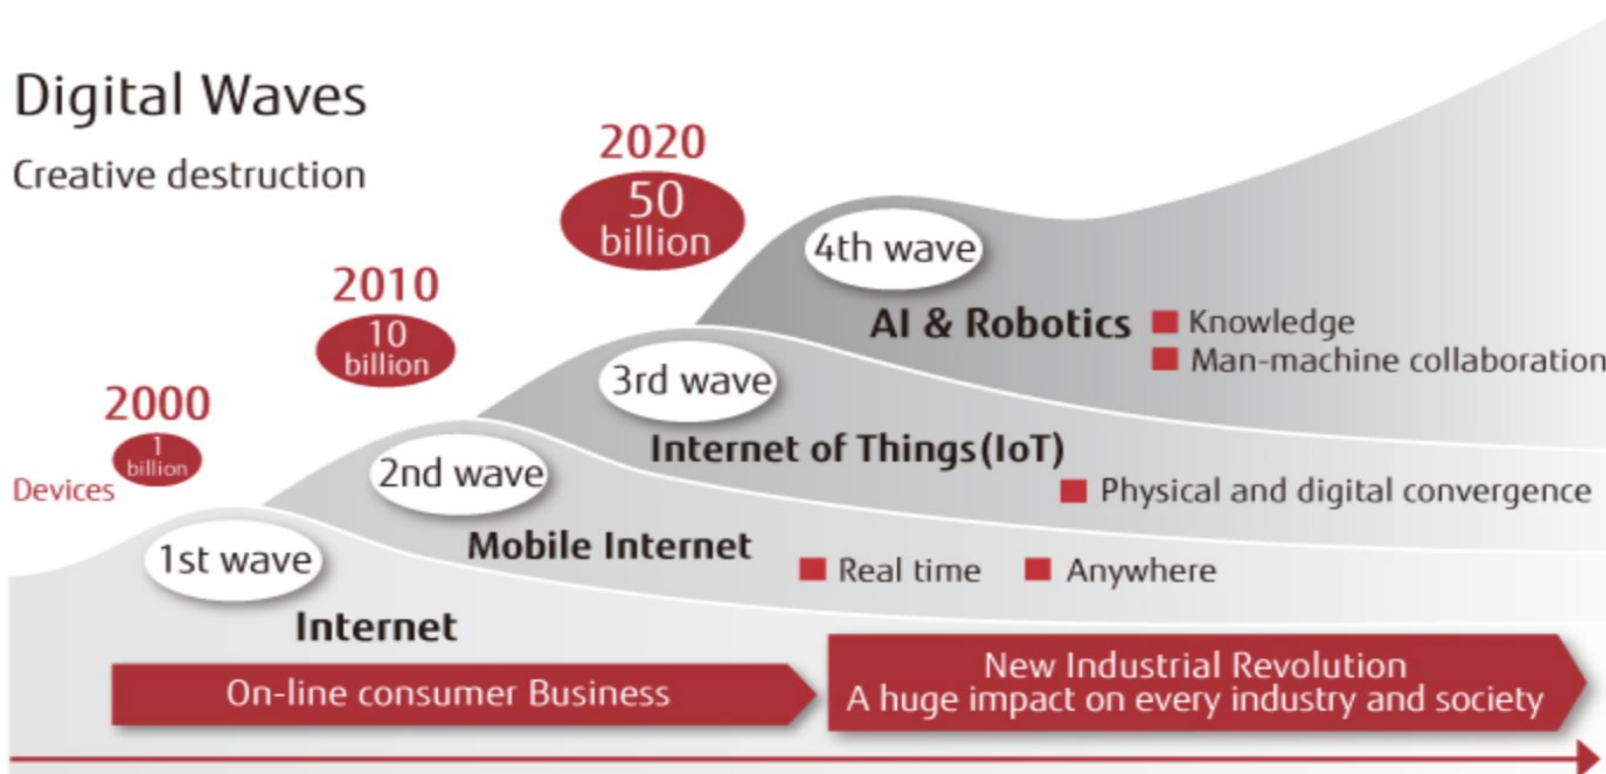 Digital Waves
Creative destruction
2020
50
billion
2010
10
billion
2000
1
billion
Devices
4th wave
AI & Robotics
Knowledge
Man-machine collaboration
3rd wave
Internet of Things(IoT)
Physical and digital convergence
2nd wave
Mobile Internet
Real time
Anywhere
1st wave
Internet
On-line consumer Business
New Industrial Revolution
A huge impact on every industry and society